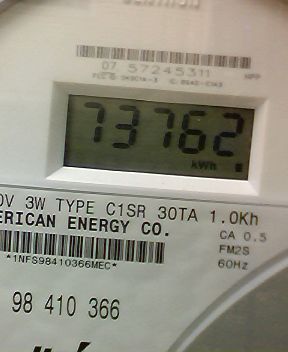 07 57245311
73762
kWh
0V 3W TYPE C1SR 30TA 1.0Kh
ERICAN ENERGY CO.
CA 0.5
FM2S
*1NFS98410366MEC*
60Hz
98 410 366